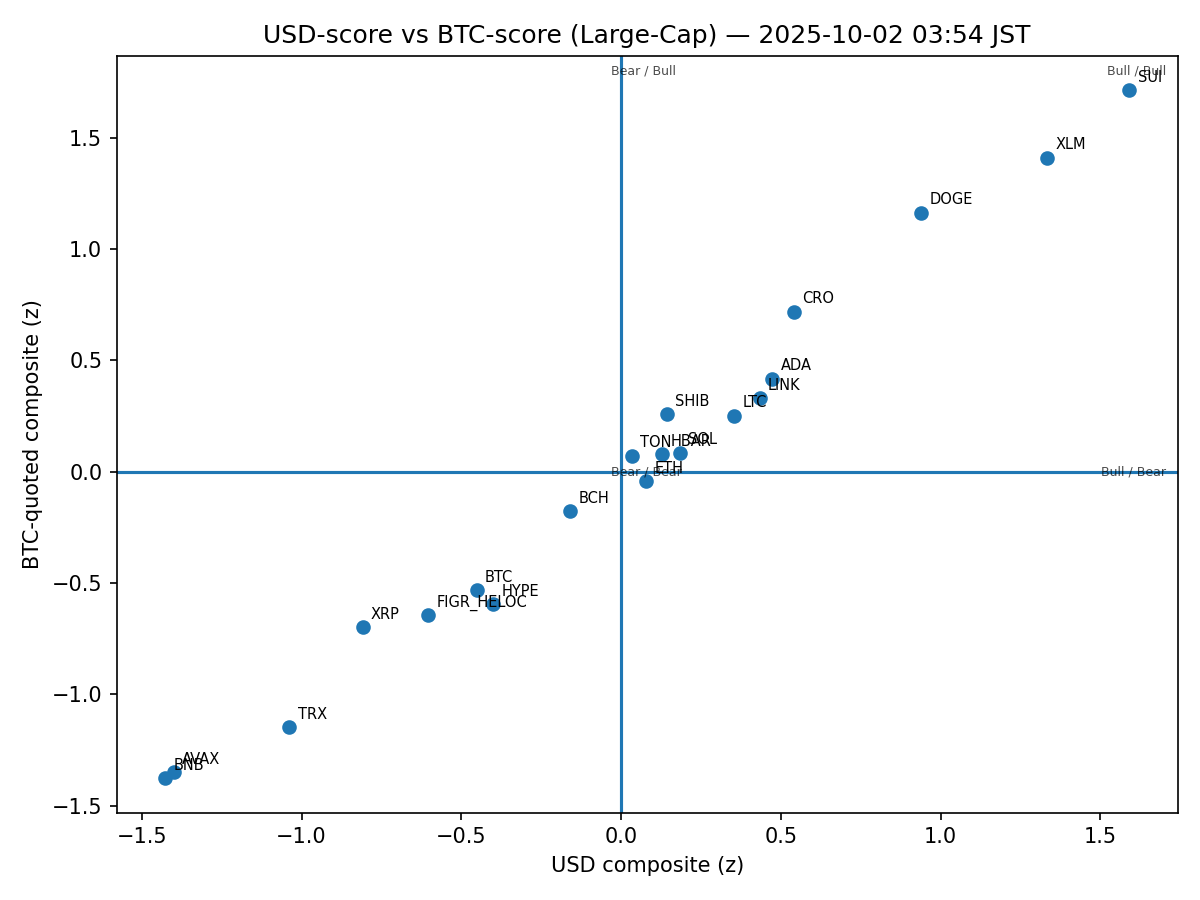 USD-score vs BTC-score (Large-Cap) — 2025-10-02 03:54 JST
Bear / Bull
Bull / Bull
SUI
XLM
DOGE
CRO
ADA
LINK
SHIB
LTC
TON
HBAR
SOL
ETH
Bear / Bear
Bull / Bear
BCH
BTC
HYPE
FIGR_HELOC
XRP
TRX
AVAX
BNB
1.5
1.0
0.5
0.0
−0.5
−1.0
−1.5
BTC-quoted composite (z)
−1.5
−1.0
−0.5
0.0
0.5
1.0
1.5
USD composite (z)